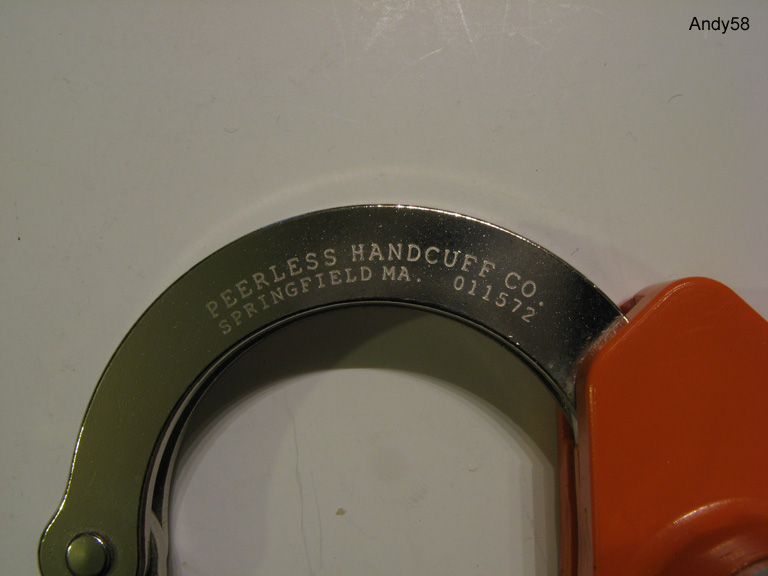 Andy58
PEERLESS HANDCUFF CO.
SPRINGFIELD MA. 011572